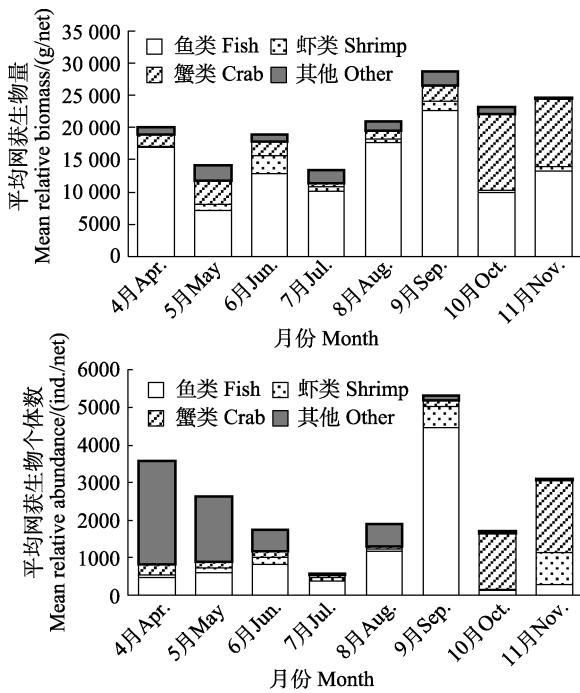 平均网获生物量
Mean relative biomass/(g/net)
35 000
30 000
25 000
20 000
15 000
10 000
5000
0
鱼类 Fish
虾类 Shrimp
蟹类 Crab
其他 Other
4月Apr.
5月May
6月Jun.
7月Jul.
8月Aug.
9月Sep.
10月Oct.
11月Nov.
月份 Month
平均网获生物个体数
Mean relative abundance/(ind./net)
6000
5000
4000
3000
2000
1000
0
鱼类 Fish
虾类 Shrimp
蟹类 Crab
其他 Other
4月Apr.
5月May
6月Jun.
7月Jul.
8月Aug.
9月Sep.
10月Oct.
11月Nov.
月份 Month